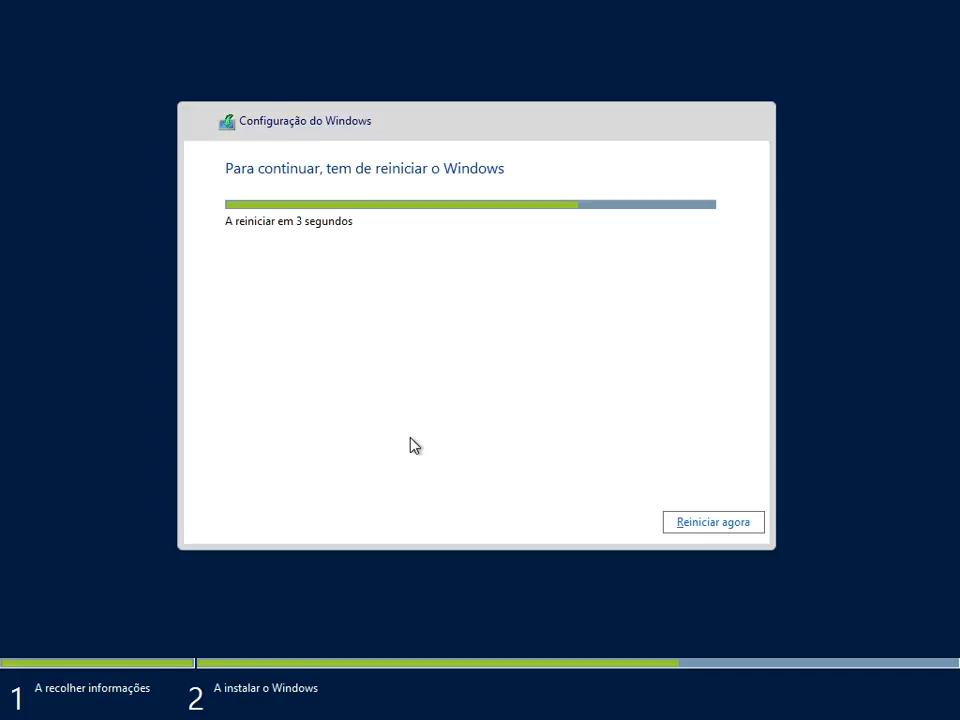 Configuração do Windows
Para continuar, tem de reiniciar o Windows
A reiniciar em 3 segundos
Reiniciar agora
1 A recolher informações
2 A instalar o Windows